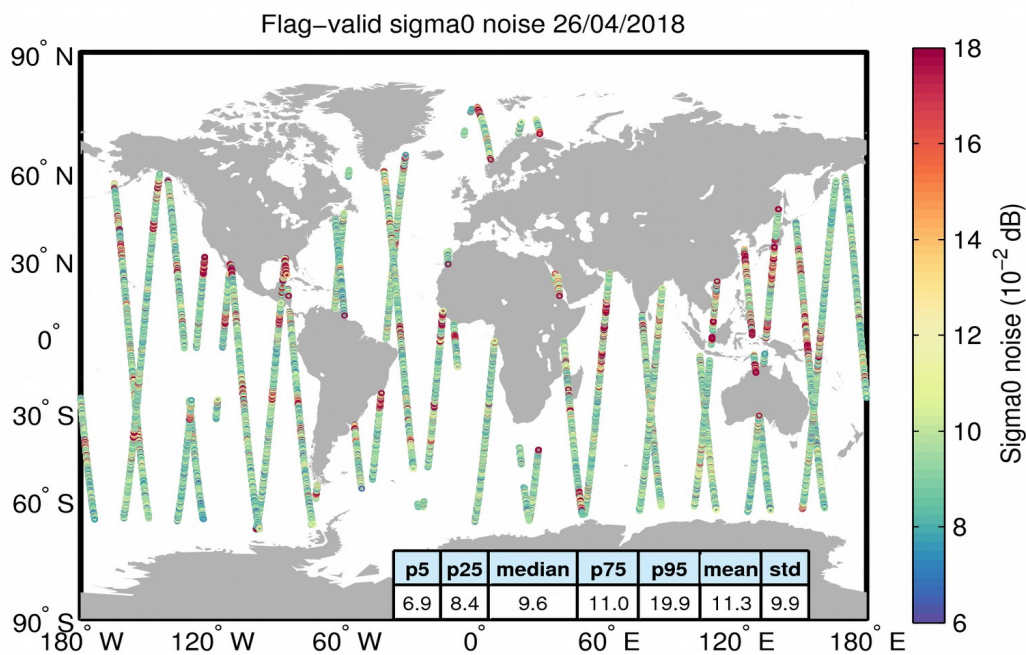 Flag−valid sigma0 noise 26/04/2018
90° N
60° N
30° N
0°
30° S
60° S
90° S
180° W
120° W
60° W
0°
60° E
120° E
180° E
p5 p25 median p75 p95 mean std
6.9 8.4 9.6 11.0 19.9 11.3 9.9
18
16
14
12
10
8
6
Sigma0 noise (10⁻² dB)